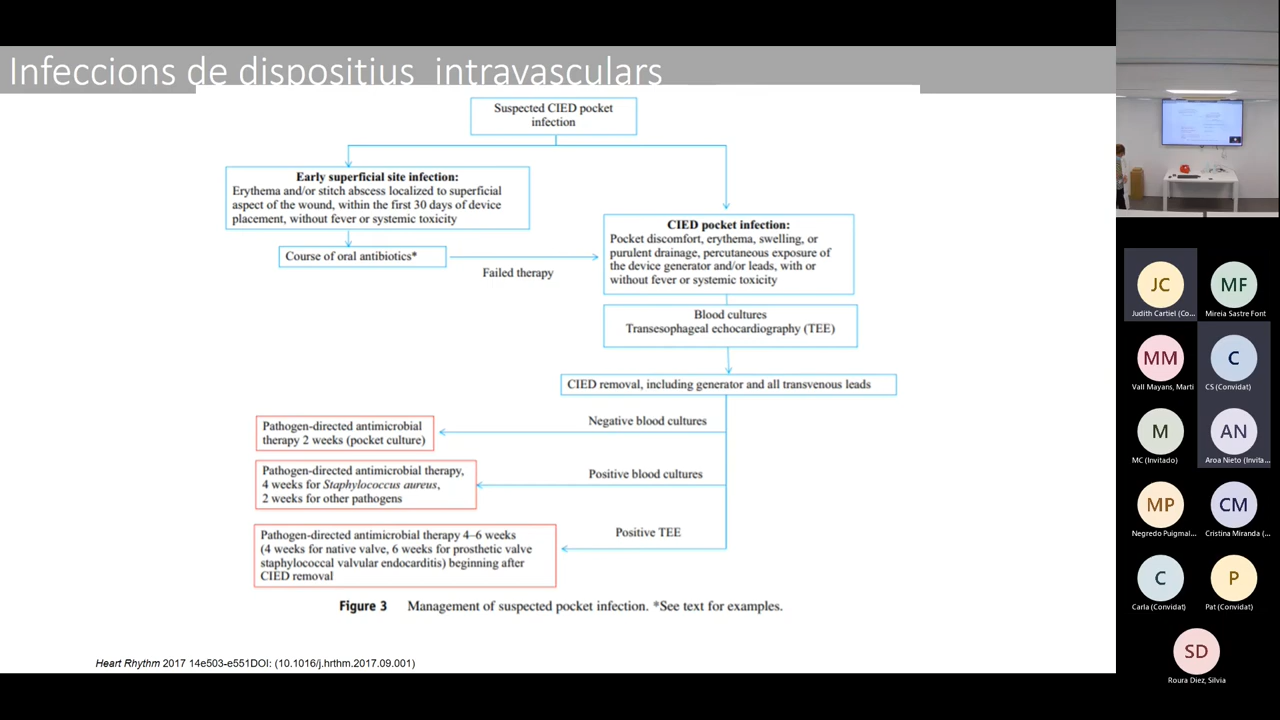 Infeccions de dispositius intravasculars
Suspected CIED pocket
infection
Early superficial site infection:
Erythema and/or stitch abscess localized to superficial
aspect of the wound, within the first 30 days of device
placement, without fever or systemic toxicity
Course of oral antibiotics*
Failed therapy
CIED pocket infection:
Pocket discomfort, erythema, swelling, or
purulent drainage, percutaneous exposure of
the device generator and/or leads, with or
without fever or systemic toxicity
Blood cultures
Transesophageal echocardiography (TEE)
CIED removal, including generator and all transvenous leads
Negative blood cultures
Pathogen-directed antimicrobial
therapy 2 weeks (pocket culture)
Positive blood cultures
Pathogen-directed antimicrobial therapy,
4 weeks for Staphylococcus aureus,
2 weeks for other pathogens
Positive TEE
Pathogen-directed antimicrobial therapy 4–6 weeks
(4 weeks for native valve, 6 weeks for prosthetic valve
staphylococcal valvular endocarditis) beginning after
CIED removal
Figure 3 Management of suspected pocket infection. *See text for examples.
Heart Rhythm 2017 14e503-e551DOI: (10.1016/j.hrthm.2017.09.001)
JC
Judith Cartiel (Co...
MF
Mireia Sastre Font
MM
Vall Mayans, Martí
C
CS (Convidat)
M
MC (Invitado)
AN
Aroa Nieto (Invita...
MP
Negredo Puigmal...
CM
Cristina Miranda (...
C
Carla (Convidat)
P
Pat (Convidat)
SD
Roura Diez, Silvia